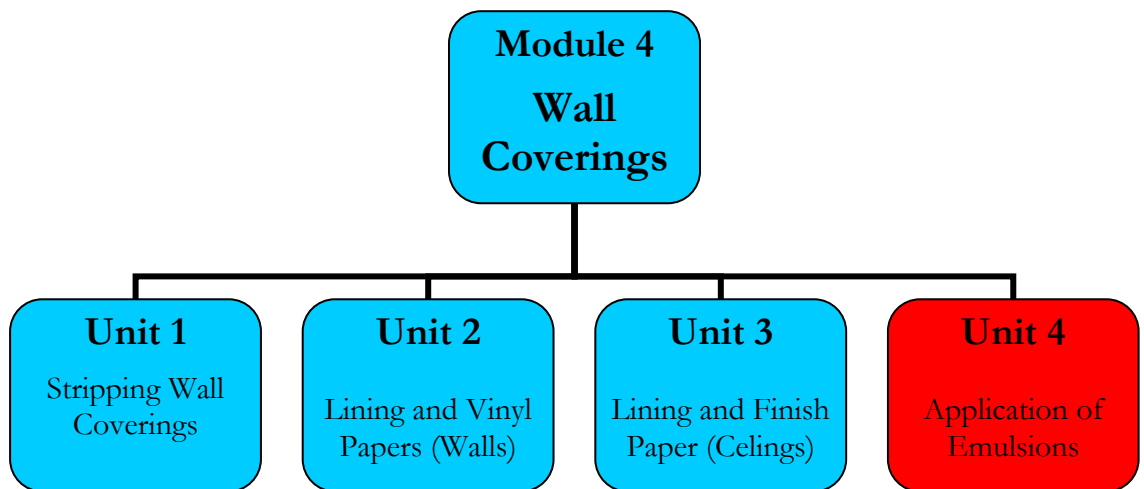 Module 4
Wall
Coverings
Unit 1
Stripping Wall
Coverings
Unit 2
Lining and Vinyl
Papers (Walls)
Unit 3
Lining and Finish
Paper (Celings)
Unit 4
Application of
Emulsions